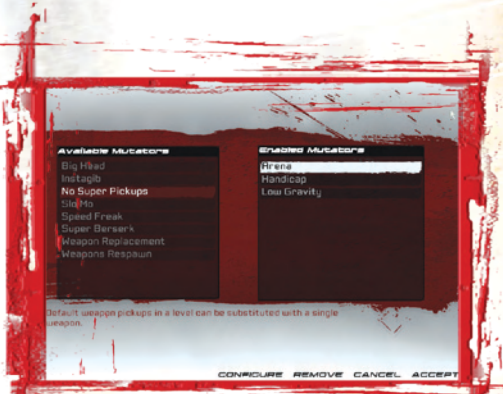 Available Mutators
Big Head
Instagib
No Super Pickups
Slo Mo
Speed Freak
Super Berserk
Weapon Replacement
Weapons Respawn
Enabled Mutators
Arena
Handicap
Low Gravity
Default weapon pickups in a level can be substituted with a single
weapon.
CONFIGURE REMOVE CANCEL ACCEPT